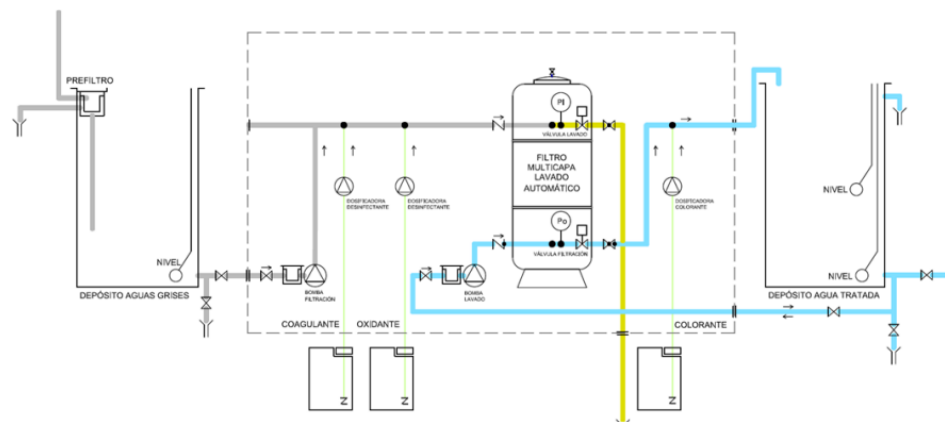 PREFILTRO
NIVEL
DEPÓSITO AGUAS GRISES
BOMBA
FILTRACIÓN
DOSIFICADORA
DESINFECTANTE
DOSIFICADORA
DESINFECTANTE
COAGULANTE
OXIDANTE
PI
VÁLVULA LAVADO
FILTRO
MULTICAPA
LAVADO
AUTOMÁTICO
Po
VÁLVULA FILTRACIÓN
BOMBA
LAVADO
DOSIFICADORA
COLORANTE
COLORANTE
NIVEL
NIVEL
DEPÓSITO AGUA TRATADA